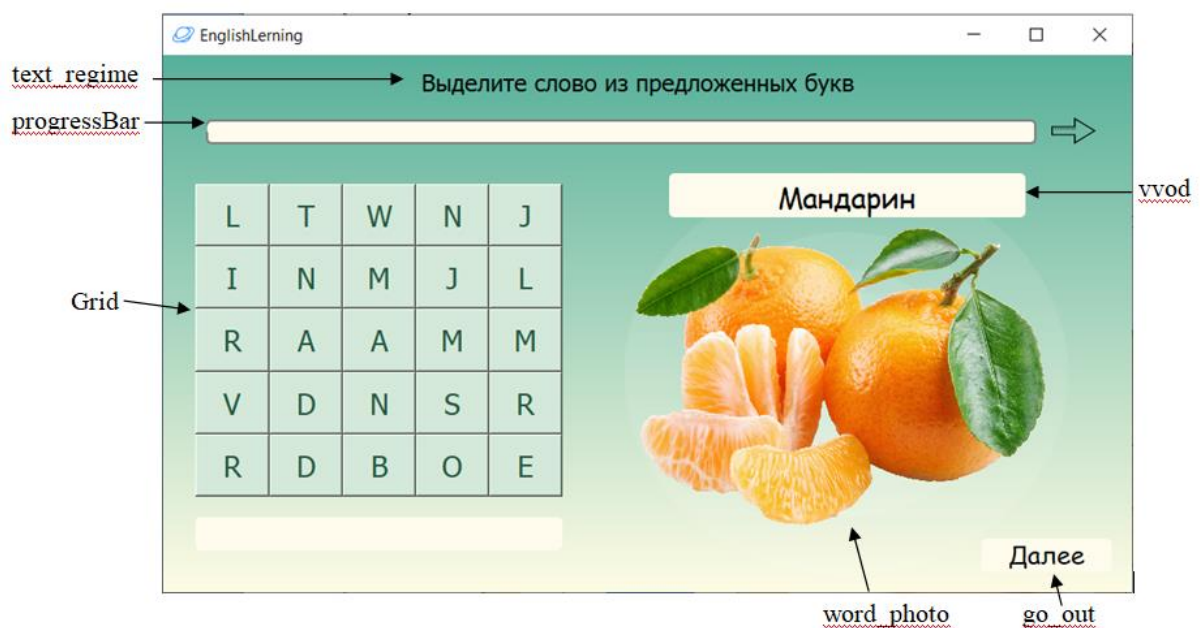 EnglishLerning
text_regime
Выделите слово из предложенных букв
progressBar
Мандарин
vvod
L T W N J
I N M J L
Grid
R A A M M
V D N S R
R D B O E
Далее
word_photo
go_out